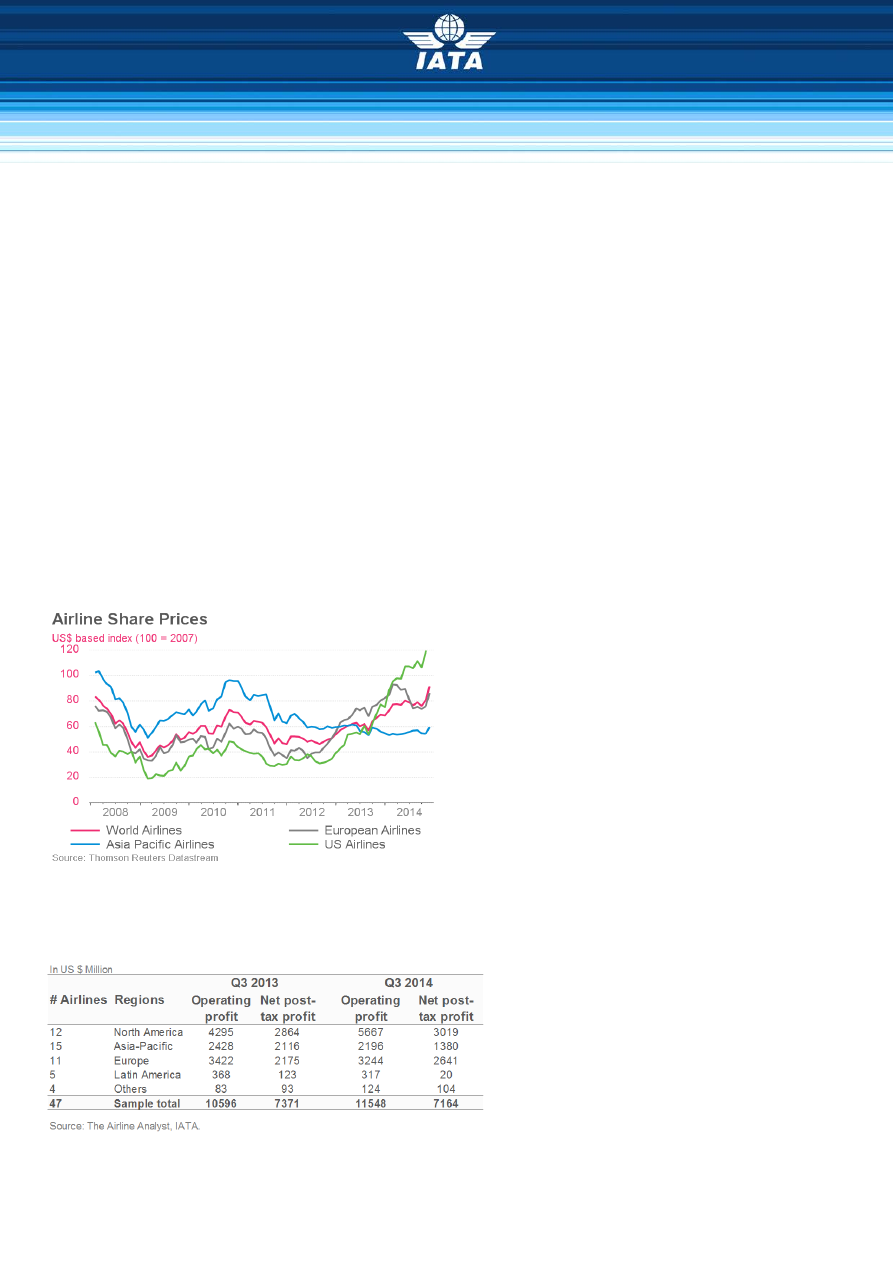 IATA
Airline Share Prices
US$ based index (100 = 2007)
120
100
80
60
40
20
0
2008 2009 2010 2011 2012 2013 2014
World Airlines European Airlines
Asia Pacific Airlines US Airlines
Source: Thomson Reuters Datastream
In US $ Million
Q3 2013 Q3 2014
# Airlines Regions Operating profit Net post-tax profit Operating profit Net post-tax profit
12 North America 4295 2864 5667 3019
15 Asia-Pacific 2428 2116 2196 1380
11 Europe 3422 2175 3244 2641
5 Latin America 368 123 317 20
4 Others 83 93 124 104
47 Sample total 10596 7371 11548 7164
Source: The Airline Analyst, IATA.